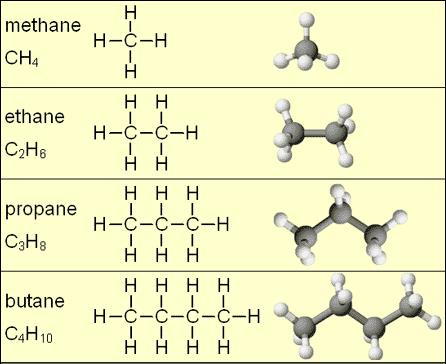 methane
CH₄
H
H–C–H
H
ethane
C₂H₆
H H
H–C–C–H
H H
propane
C₃H₈
H H H
H–C–C–C–H
H H H
butane
C₄H₁₀
H H H H
H–C–C–C–C–H
H H H H